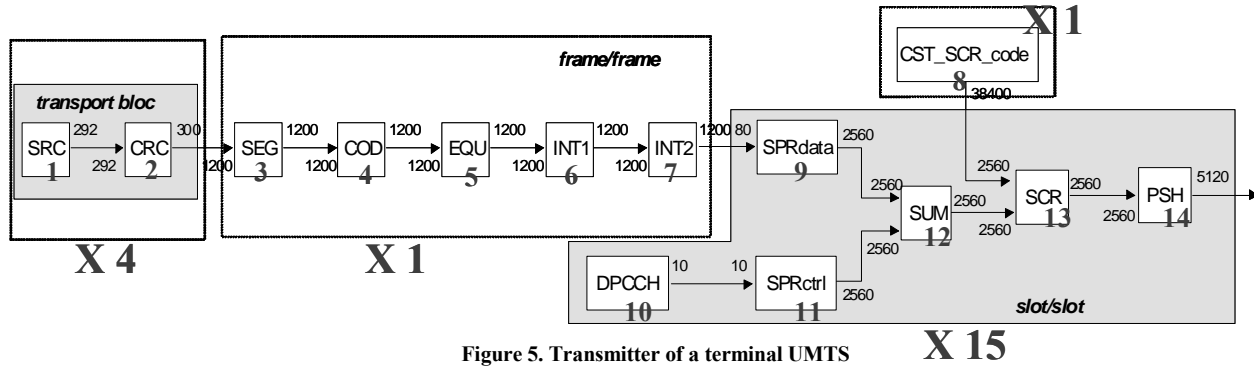 X 1
frame/frame
CST_SCR_code
8
38400
transport bloc
292
300
1200
1200
1200
1200
1200
80
2560
SRC
CRC
SEG
COD
EQU
INT1
INT2
SPRdata
1
292
2
1200
3
1200
4
1200
5
1200
6
1200
7
9
2560
2560
2560
2560
5120
SUM
SCR
PSH
12
2560
13
2560
14
X 4
X 1
2560
10
10
DPCCH
SPRctrl
10
11
2560
slot/slot
X 15
Figure 5. Transmitter of a terminal UMTS